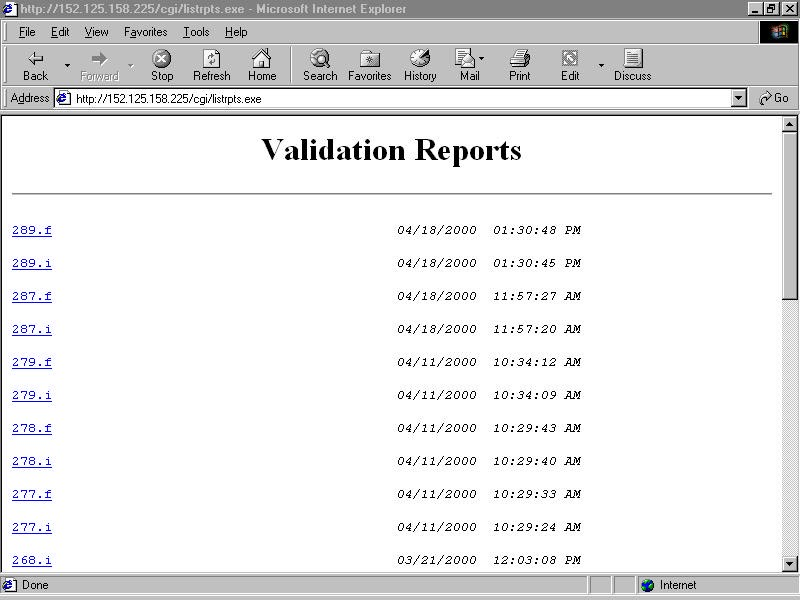 http://152.125.158.225/cgi/listrpts.exe - Microsoft Internet Explorer
File Edit View Favorites Tools Help
Back Forward Stop Refresh Home Search Favorites History Mail Print Edit Discuss
Address http://152.125.158.225/cgi/listrpts.exe Go
Validation Reports
289.f 04/18/2000 01:30:48 PM
289.i 04/18/2000 01:30:45 PM
287.f 04/18/2000 11:57:27 AM
287.i 04/18/2000 11:57:20 AM
279.f 04/11/2000 10:34:12 AM
279.i 04/11/2000 10:34:09 AM
278.f 04/11/2000 10:29:43 AM
278.i 04/11/2000 10:29:40 AM
277.f 04/11/2000 10:29:33 AM
277.i 04/11/2000 10:29:24 AM
268.i 03/21/2000 12:03:08 PM
Done Internet